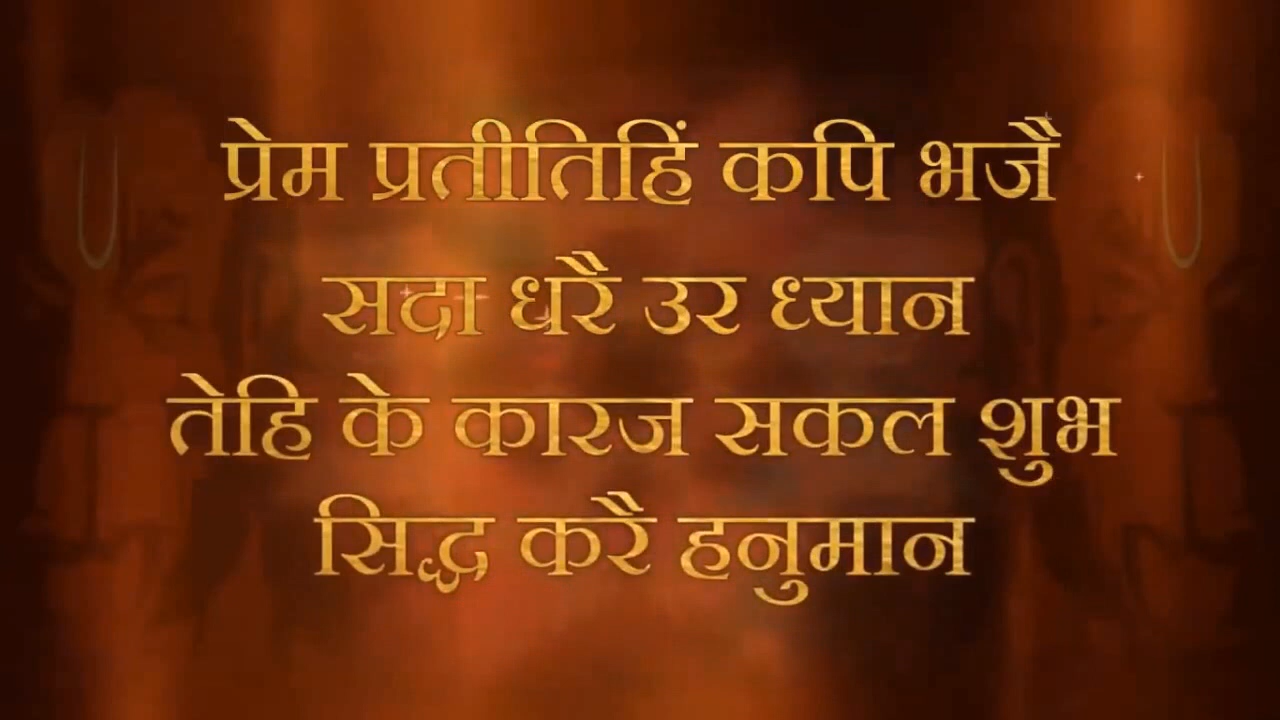 प्रेम प्रतीतिहिं कपि भजै
सदा धरै उर ध्यान
तेहि के कारज सकल शुभ
सिद्ध करै हनुमान